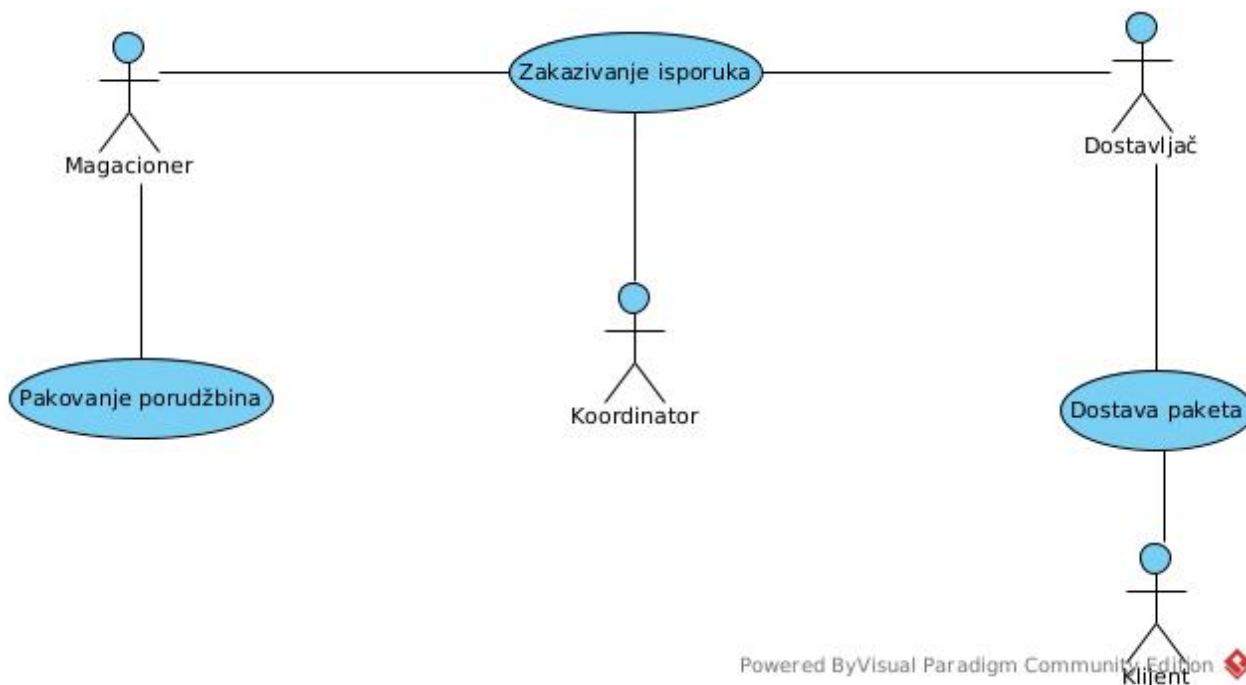 Zakazivanje isporuka
Magacioner
Dostavljač
Pakovanje porudžbina
Koordinator
Dostava paketa
Powered ByVisual Paradigm Community Edition
Klijent